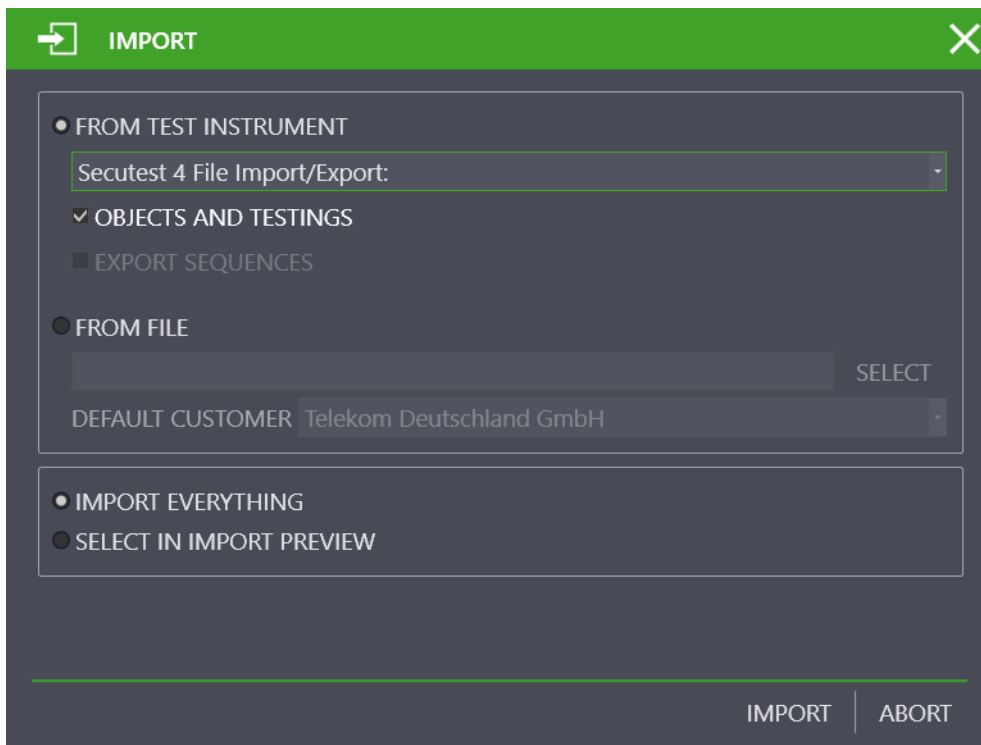 IMPORT
FROM TEST INSTRUMENT
Secutest 4 File Import/Export:
OBJECTS AND TESTINGS
EXPORT SEQUENCES
FROM FILE
SELECT
DEFAULT CUSTOMER Telekom Deutschland GmbH
IMPORT EVERYTHING
SELECT IN IMPORT PREVIEW
IMPORT ABORT